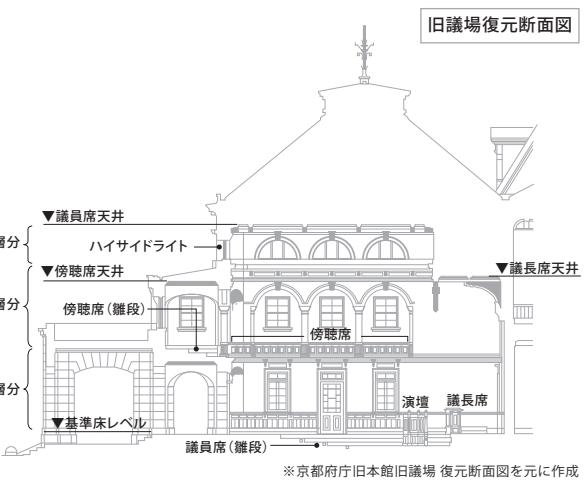 旧議場復元断面図
▼議員席天井
層分
ハイサイドライト
▼傍聴席天井
▼議長席天井
層分
傍聴席（雛段）
傍聴席
層分
演壇
議長席
▼基準床レベル
議員席（雛段）
※京都府庁旧本館旧議場 復元断面図を元に作成